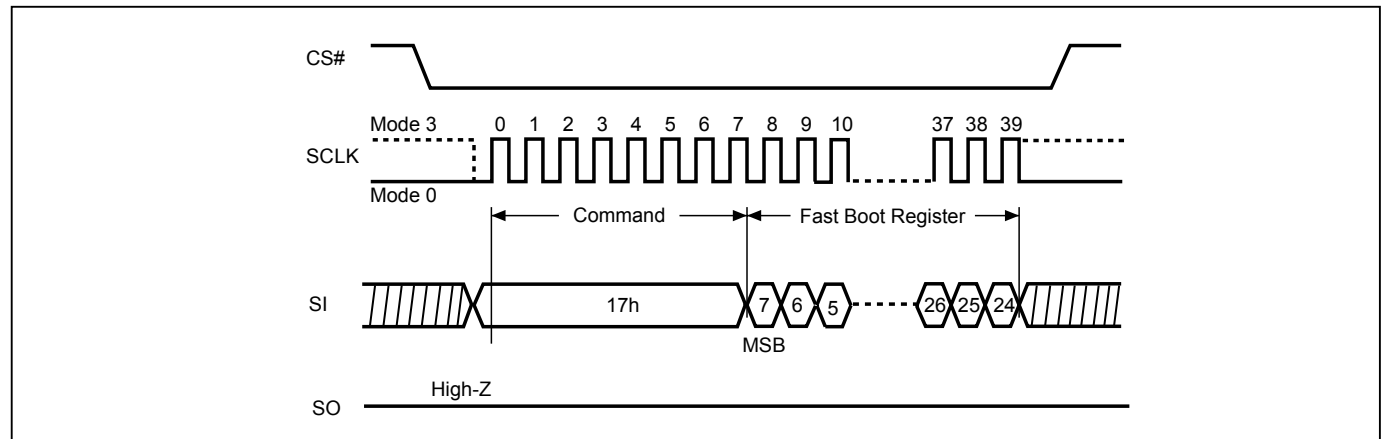 CS#
Mode 3 0 1 2 3 4 5 6 7 8 9 10 37 38 39
SCLK
Mode 0
Command Fast Boot Register
SI 17h 7 6 5 26 25 24
MSB
High-Z
SO